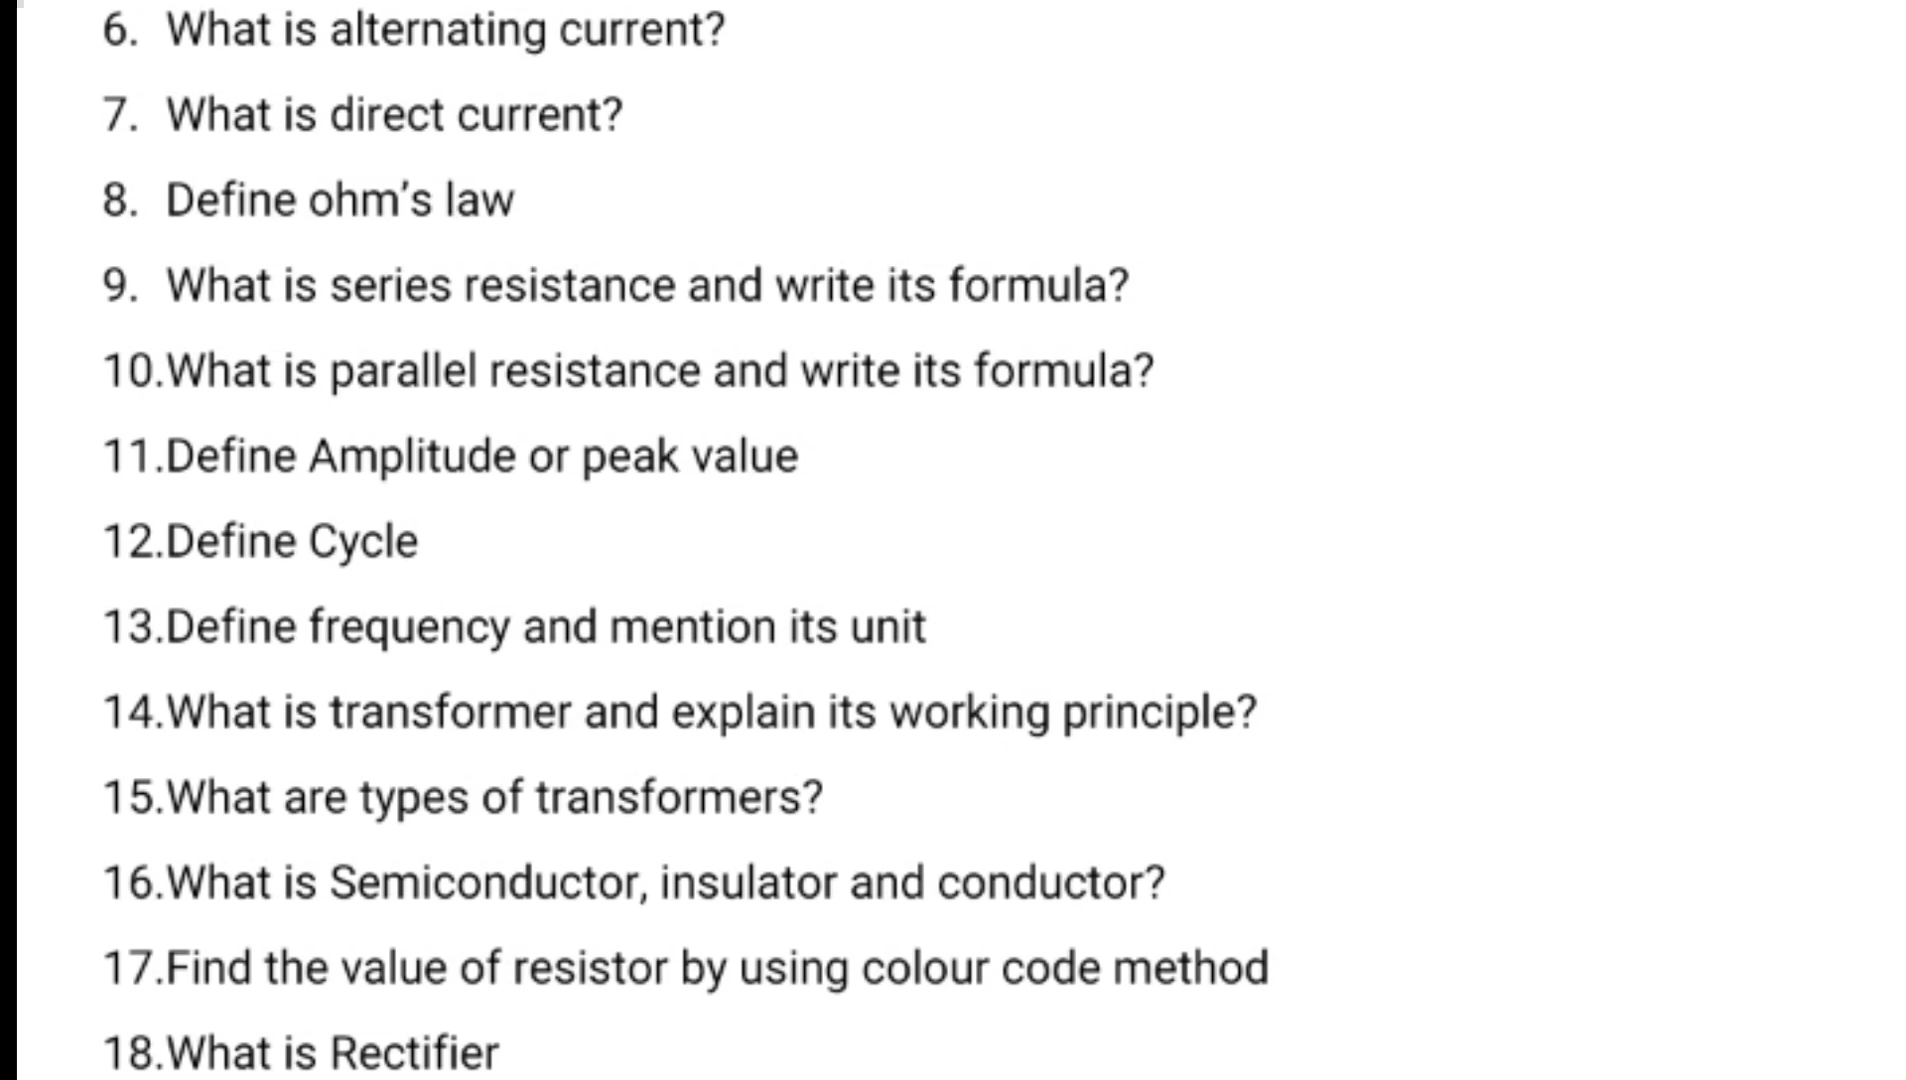 6. What is alternating current?
7. What is direct current?
8. Define ohm's law
9. What is series resistance and write its formula?
10.What is parallel resistance and write its formula?
11.Define Amplitude or peak value
12.Define Cycle
13.Define frequency and mention its unit
14.What is transformer and explain its working principle?
15.What are types of transformers?
16.What is Semiconductor, insulator and conductor?
17.Find the value of resistor by using colour code method
18.What is Rectifier